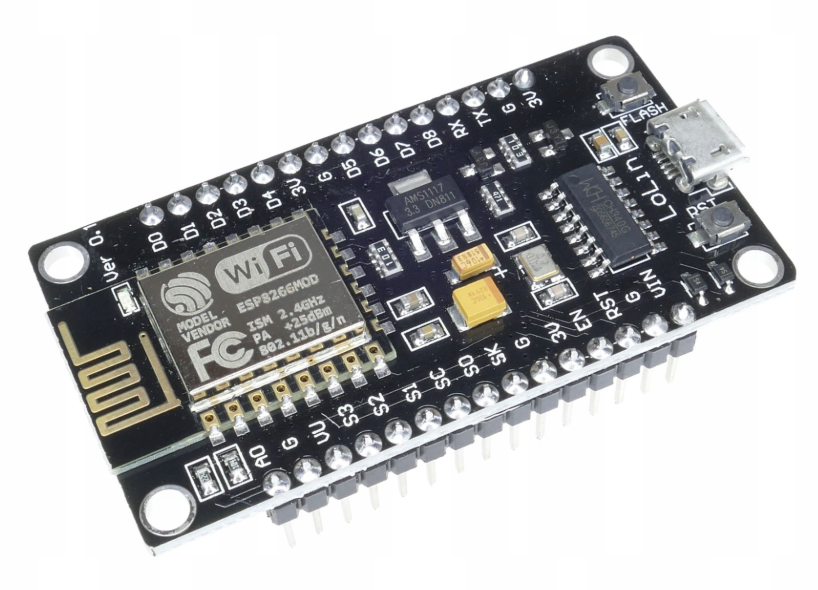 3V
G
TX
RX
D8
D7
D6
D5
G
3V
D4
D3
D2
D1
D0
Ver 0.1
FLASH
LoLin
RST
AMS1117
3.3 DN811
WiFi
MODEL
VENDOR
ESP8266MOD
ISM 2.4GHz
PA +25dBm
802.11b/g/n
FC
VIN
G
RST
EN
3V
G
SK
SO
SC
S1
S2
S3
VU
G
A0